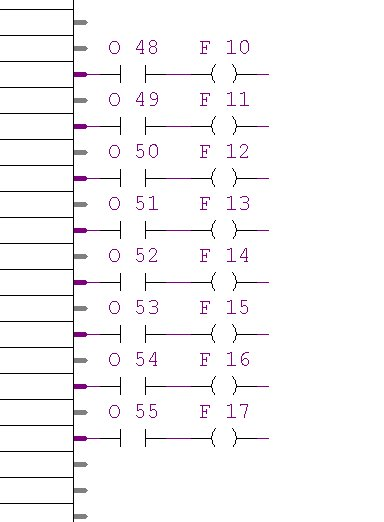 O 48 F 10
O 49 F 11
O 50 F 12
O 51 F 13
O 52 F 14
O 53 F 15
O 54 F 16
O 55 F 17